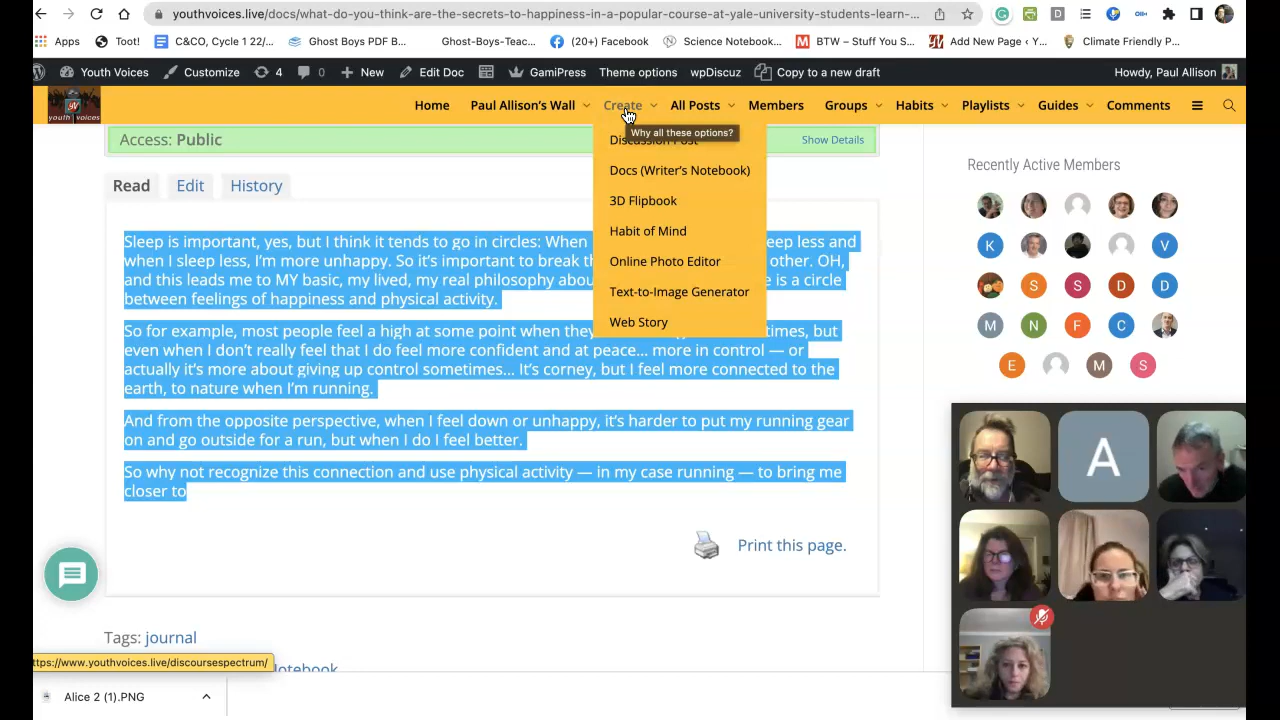 youthvoices.live/docs/what-do-you-think-are-the-secrets-to-happiness-in-a-popular-course-at-yale-university-students-learn-...
Apps Toot! C&CO, Cycle 1 22/... Ghost Boys PDF B... Ghost-Boys-Teac... (20+) Facebook Science Notebook... BTW – Stuff You S... Add New Page ‹ Y... Climate Friendly P...
Youth Voices Customize 4 0 New Edit Doc GamiPress Theme options wpDiscuz Copy to a new draft Howdy, Paul Allison
youth voices
Home Paul Allison's Wall Create All Posts Members Groups Habits Playlists Guides Comments
Why all these options?
Access: Public Show Details
Discussion Post
Docs (Writer's Notebook)
3D Flipbook
Habit of Mind
Online Photo Editor
Text-to-Image Generator
Web Story
Read Edit History
Sleep is important, yes, but I think it tends to go in circles: When eep less and
when I sleep less, I'm more unhappy. So it's important to break th other. OH,
and this leads me to MY basic, my lived, my real philosophy abou e is a circle
between feelings of happiness and physical activity.
So for example, most people feel a high at some point when they times, but
even when I don't really feel that I do feel more confident and at peace... more in control — or
actually it's more about giving up control sometimes... It's corney, but I feel more connected to the
earth, to nature when I'm running.
And from the opposite perspective, when I feel down or unhappy, it's harder to put my running gear
on and go outside for a run, but when I do I feel better.
So why not recognize this connection and use physical activity — in my case running — to bring me
closer to
Print this page.
Tags: journal
otebook
ttps://www.youthvoices.live/discoursespectrum/
Alice 2 (1).PNG
Recently Active Members
K V
S S D D
M N F C
E M S
A